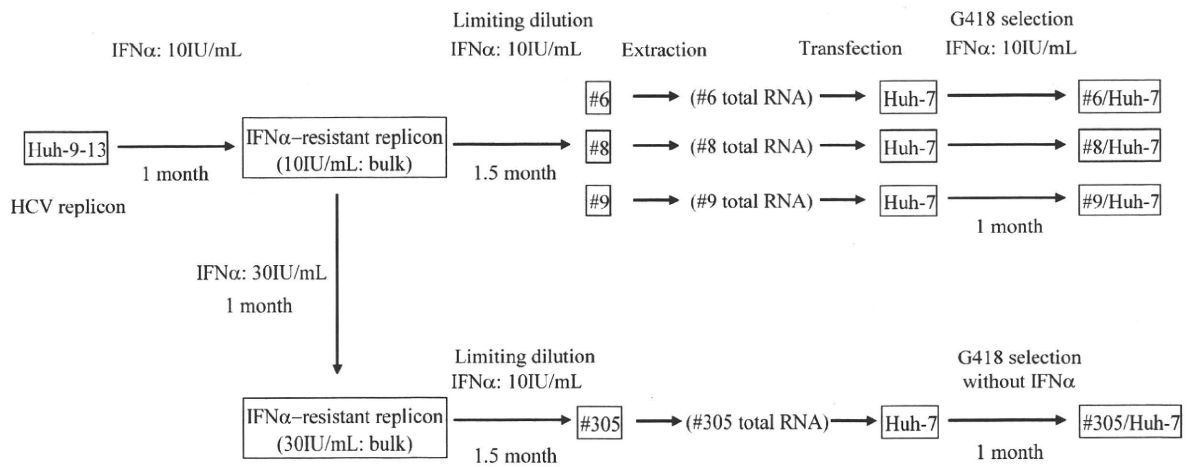 IFNα: 10IU/mL
Limiting dilution
IFNα: 10IU/mL
Extraction
Transfection
G418 selection
IFNα: 10IU/mL
#6
(#6 total RNA)
Huh-7
#6/Huh-7
Huh-9-13
1 month
IFNα–resistant replicon
(10IU/mL: bulk)
1.5 month
#8
(#8 total RNA)
Huh-7
#8/Huh-7
HCV replicon
#9
(#9 total RNA)
Huh-7
#9/Huh-7
1 month
IFNα: 30IU/mL
1 month
Limiting dilution
IFNα: 10IU/mL
G418 selection
without IFNα
IFNα–resistant replicon
(30IU/mL: bulk)
1.5 month
#305
(#305 total RNA)
Huh-7
1 month
#305/Huh-7